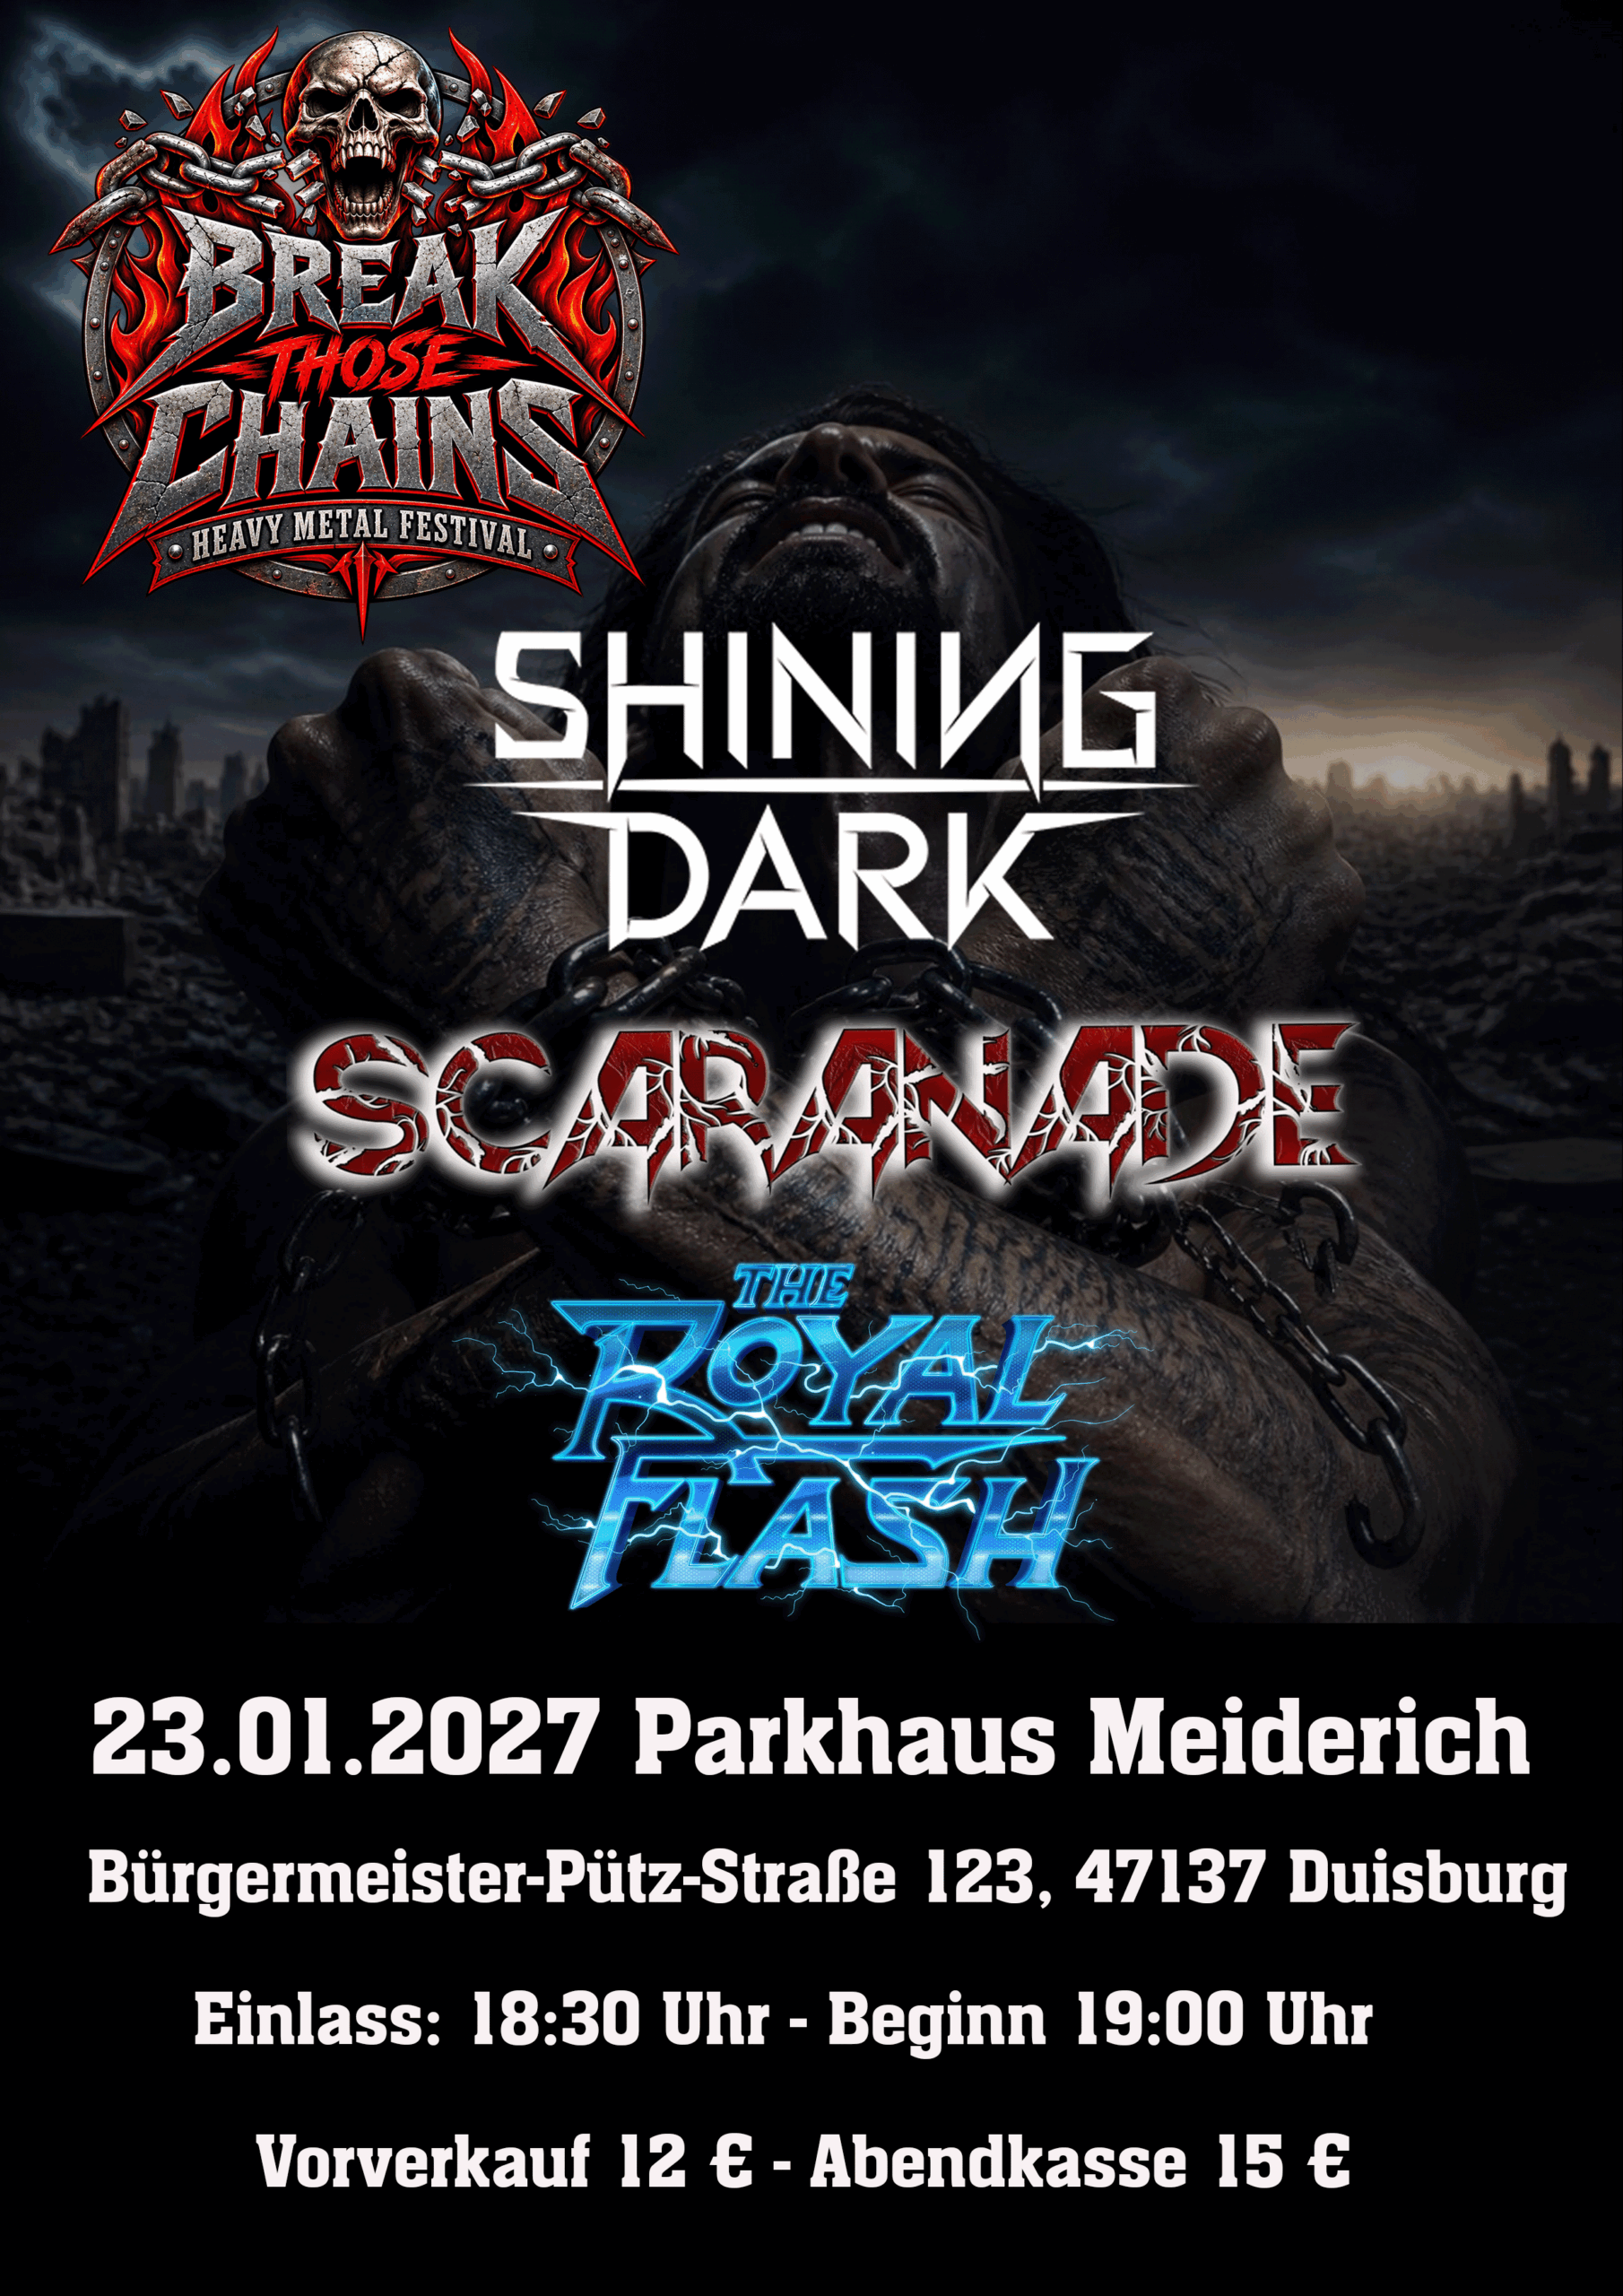 BREAK
THOSE
CHAINS
HEAVY METAL FESTIVAL
SHINING
DARK
SCARANADE
THE
ROYAL
FLASH
23.01.2027 Parkhaus Meiderich
Bürgermeister-Pütz-Straße 123, 47137 Duisburg
Einlass: 18:30 Uhr - Beginn 19:00 Uhr
Vorverkauf 12 € - Abendkasse 15 €